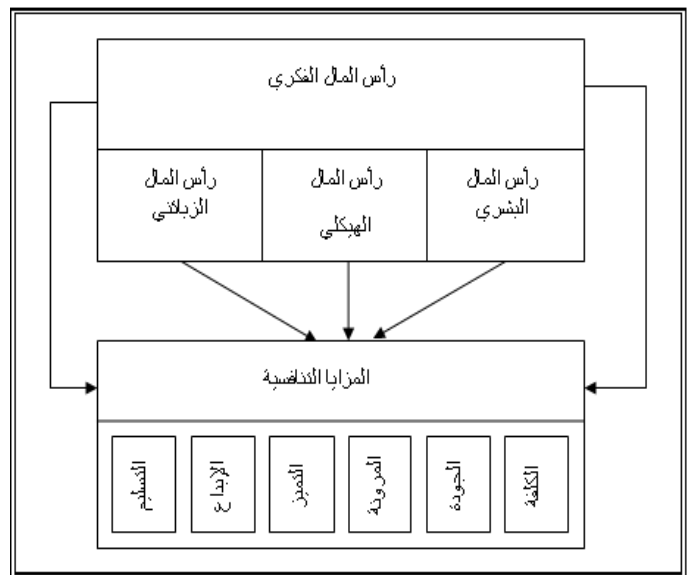 رأس المال الفكري
رأس المال
البشري
رأس المال
الهيكلي
رأس المال
الزبائني
المزايا التنافسية
الكلفة
الجودة
المرونة
التميز
الإبداع
التسليم